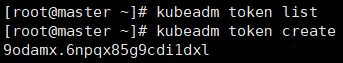 [root@master ~]# kubeadm token list
[root@master ~]# kubeadm token create
9odamx.6npqx85g9cdi1dxl